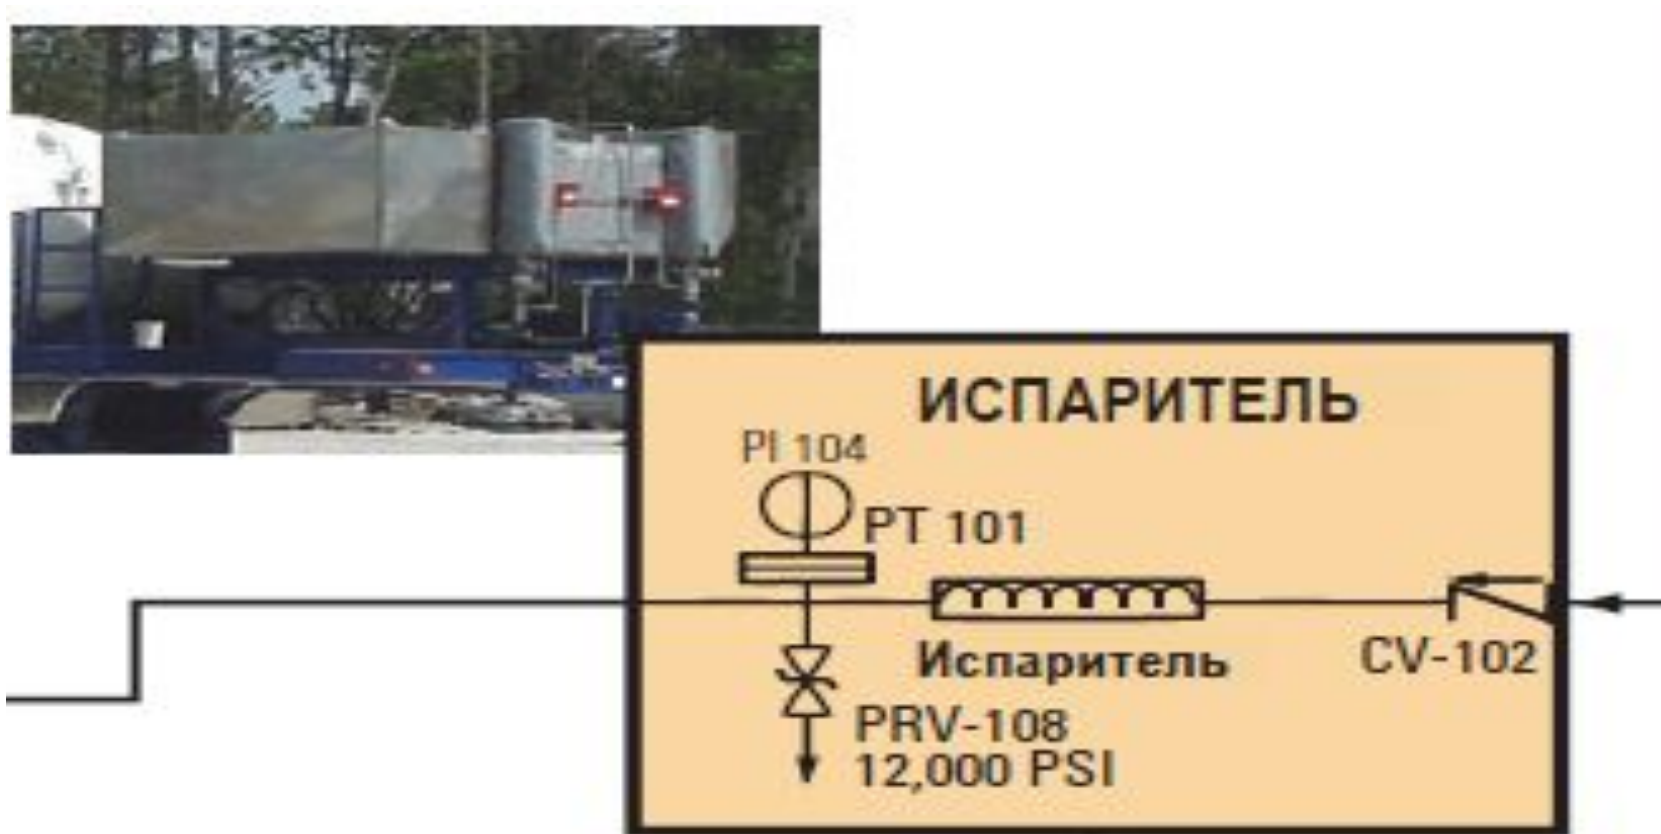 ИСПАРИТЕЛЬ
PI 104
PT 101
Испаритель
CV-102
PRV-108
12,000 PSI